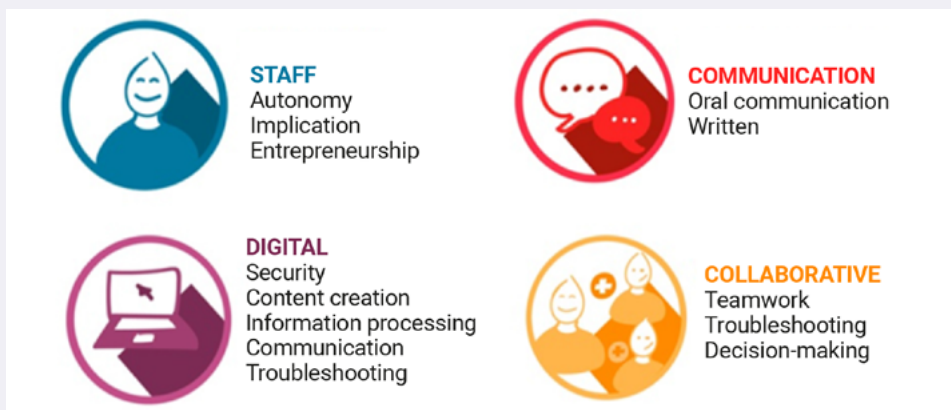 STAFF
Autonomy
Implication
Entrepreneurship
COMMUNICATION
Oral communication
Written
DIGITAL
Security
Content creation
Information processing
Communication
Troubleshooting
COLLABORATIVE
Teamwork
Troubleshooting
Decision-making